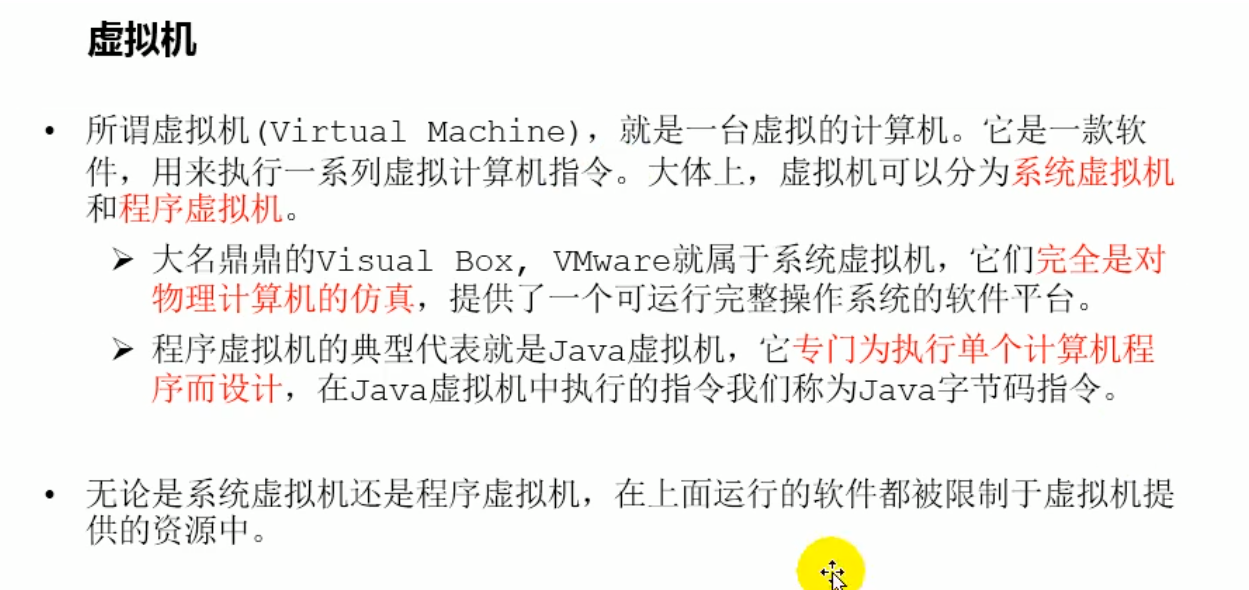 虚拟机
• 所谓虚拟机(Virtual Machine)，就是一台虚拟的计算机。它是一款软
件，用来执行一系列虚拟计算机指令。大体上，虚拟机可以分为系统虚拟机
和程序虚拟机。
➢ 大名鼎鼎的Visual Box, VMware就属于系统虚拟机，它们完全是对
物理计算机的仿真，提供了一个可运行完整操作系统的软件平台。
➢ 程序虚拟机的典型代表就是Java虚拟机，它专门为执行单个计算机程
序而设计，在Java虚拟机中执行的指令我们称为Java字节码指令。
• 无论是系统虚拟机还是程序虚拟机，在上面运行的软件都被限制于虚拟机提
供的资源中。